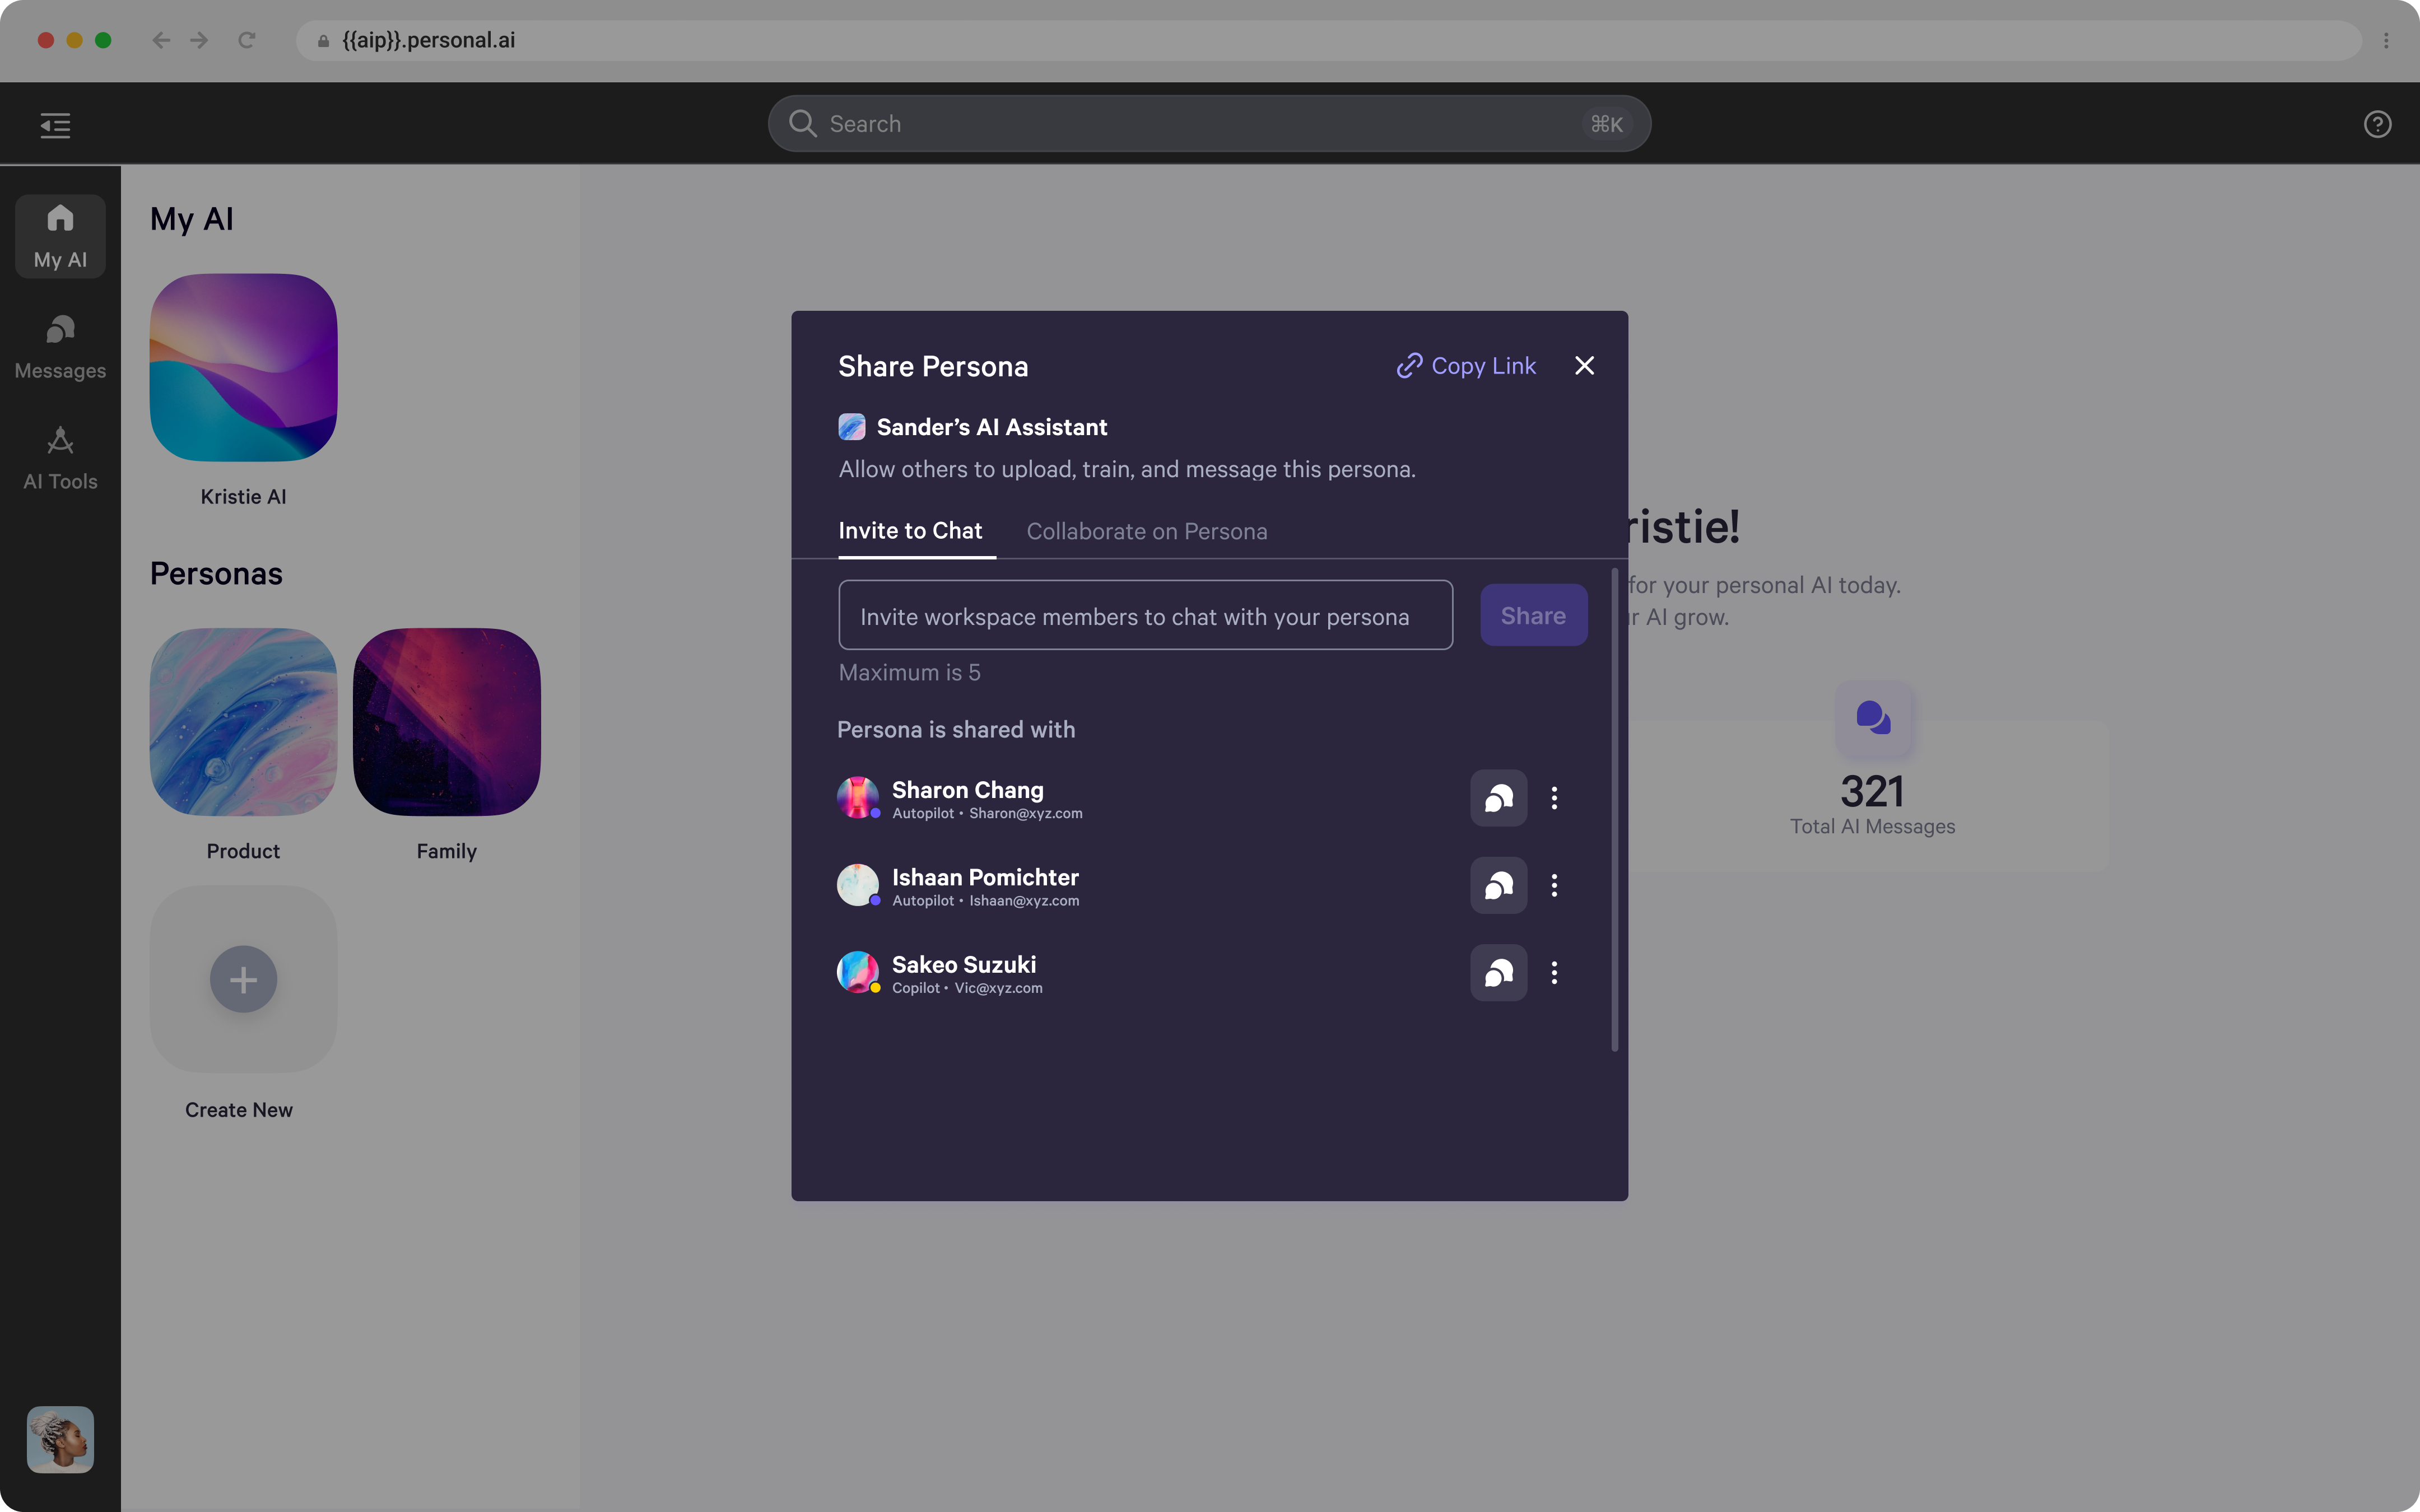 {{aip}}.personal.ai
Search
⌘K
My AI
Messages
AI Tools
My AI
Kristie AI
Personas
Product
Family
Create New
Share Persona
Copy Link
Sander’s AI Assistant
Allow others to upload, train, and message this persona.
Invite to Chat
Collaborate on Persona
Invite workspace members to chat with your persona
Share
Maximum is 5
Persona is shared with
Sharon Chang
Autopilot • Sharon@xyz.com
Ishaan Pomichter
Autopilot • Ishaan@xyz.com
Sakeo Suzuki
Copilot • Vic@xyz.com
ristie!
for your personal AI today.
r AI grow.
321
Total AI Messages